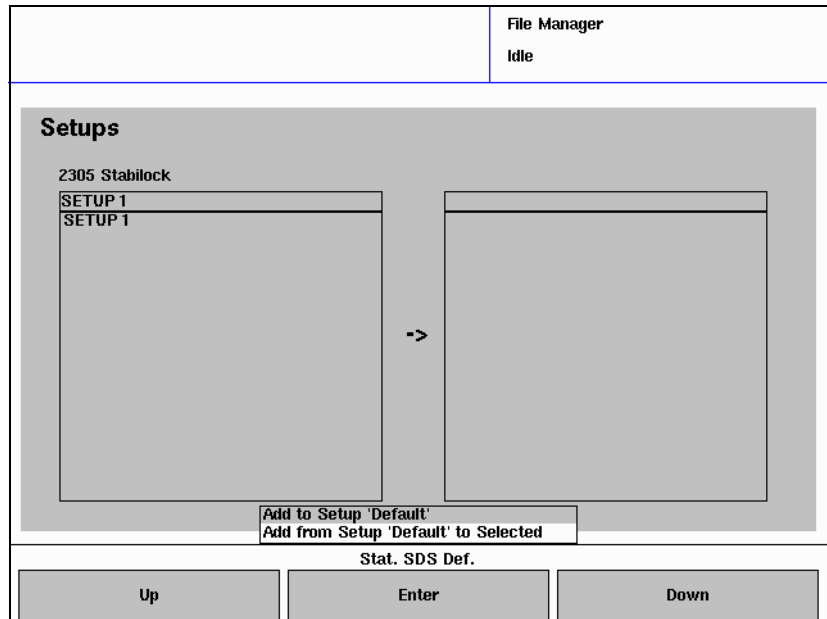 File Manager
Idle
Setups
2305 Stabilock
SETUP 1
SETUP 1
->
Add to Setup 'Default'
Add from Setup 'Default' to Selected
Stat. SDS Def.
Up
Enter
Down